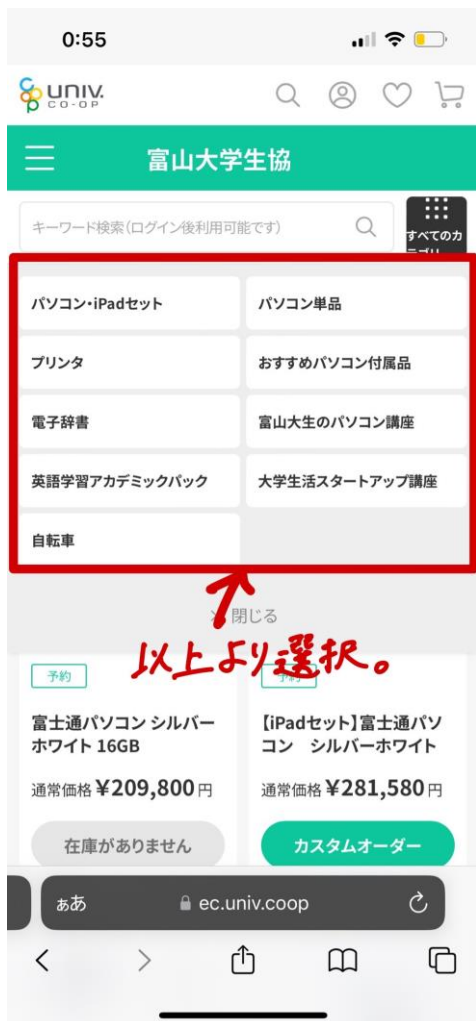 0:55
univ.
CO-OP
富山大学生協
キーワード検索(ログイン後利用可能です)
すべてのカ
パソコン・iPadセット
パソコン単品
プリンタ
おすすめパソコン付属品
電子辞書
富山大生のパソコン講座
英語学習アカデミックパック
大学生活スタートアップ講座
自転車
閉じる
以上より選択。
予約
富士通パソコン シルバー
ホワイト 16GB
通常価格 ¥209,800 円
在庫がありません
【iPadセット】富士通パソ
コン シルバーホワイト
通常価格 ¥281,580 円
カスタムオーダー
ぁあ
ec.univ.coop